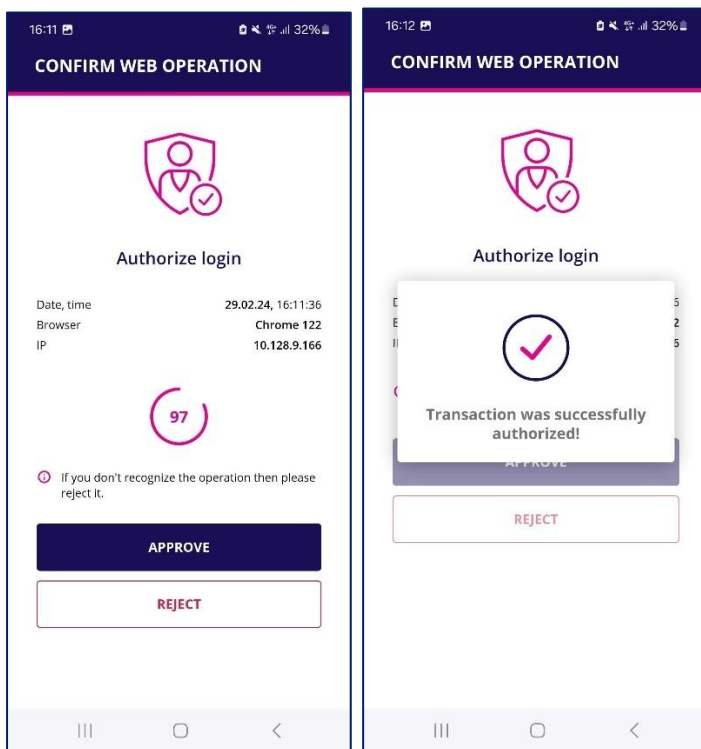 16:11
32%
CONFIRM WEB OPERATION
Authorize login
Date, time 29.02.24, 16:11:36
Browser Chrome 122
IP 10.128.9.166
97
If you don't recognize the operation then please
reject it.
APPROVE
REJECT
16:12
32%
CONFIRM WEB OPERATION
Authorize login
Transaction was successfully
authorized!
APPROVE
REJECT